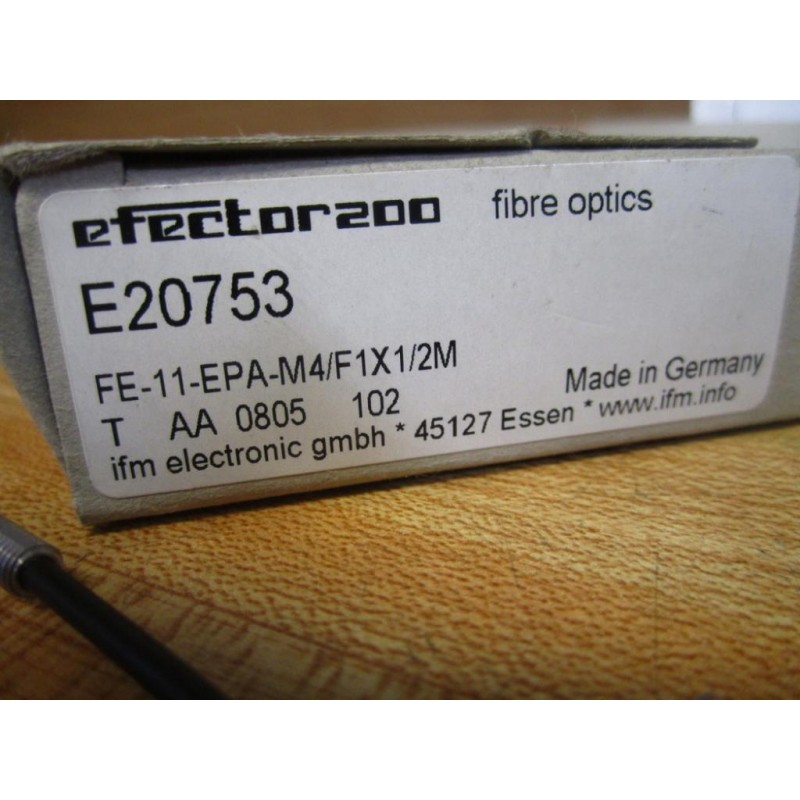 efector200 fibre optics
E20753
FE-11-EPA-M4/F1X1/2M
Made in Germany
T AA 0805 102
ifm electronic gmbh * 45127 Essen * www.ifm.info